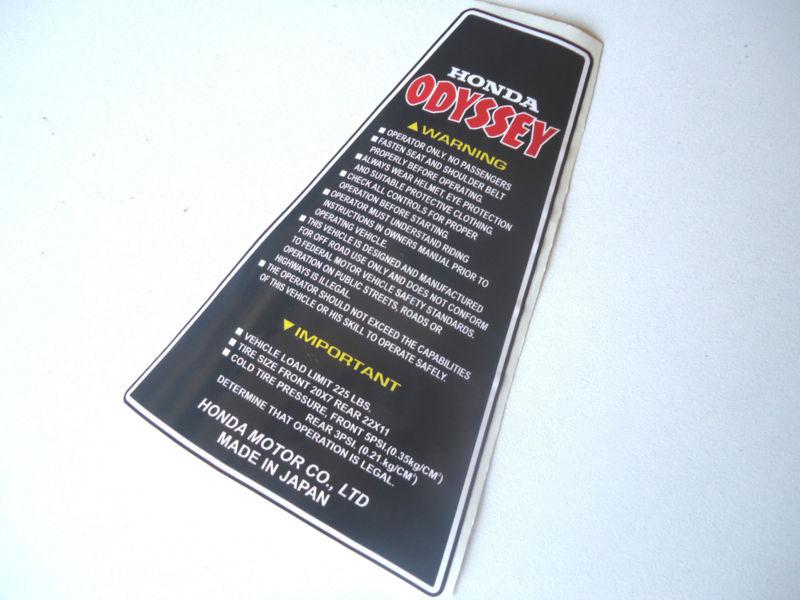 HONDA
ODYSSEY
▲WARNING
■ OPERATOR ONLY. NO PASSENGERS
■ FASTEN SEAT AND SHOULDER BELT
PROPERLY BEFORE OPERATING.
■ ALWAYS WEAR HELMET, EYE PROTECTION
AND SUITABLE PROTECTIVE CLOTHING.
■ CHECK ALL CONTROLS FOR PROPER
OPERATION BEFORE STARTING.
■ OPERATOR MUST UNDERSTAND RIDING
INSTRUCTIONS IN OWNERS MANUAL PRIOR TO
OPERATING VEHICLE.
■ THIS VEHICLE IS DESIGNED AND MANUFACTURED
FOR OFF ROAD USE ONLY AND DOES NOT CONFORM
TO FEDERAL MOTOR VEHICLE SAFETY STANDARDS.
OPERATION ON PUBLIC STREETS, ROADS OR
HIGHWAYS IS ILLEGAL.
■ THE OPERATOR SHOULD NOT EXCEED THE CAPABILITIES
OF THIS VEHICLE OR HIS SKILL TO OPERATE SAFELY.
▼IMPORTANT
■ VEHICLE LOAD LIMIT 225 LBS.
■ TIRE SIZE FRONT 20X7 REAR 22X11
■ COLD TIRE PRESSURE, FRONT 5PSI.(0.35kg/CM²)
REAR 3PSI. (0.21.kg/CM²)
DETERMINE THAT OPERATION IS LEGAL.
HONDA MOTOR CO., LTD
MADE IN JAPAN